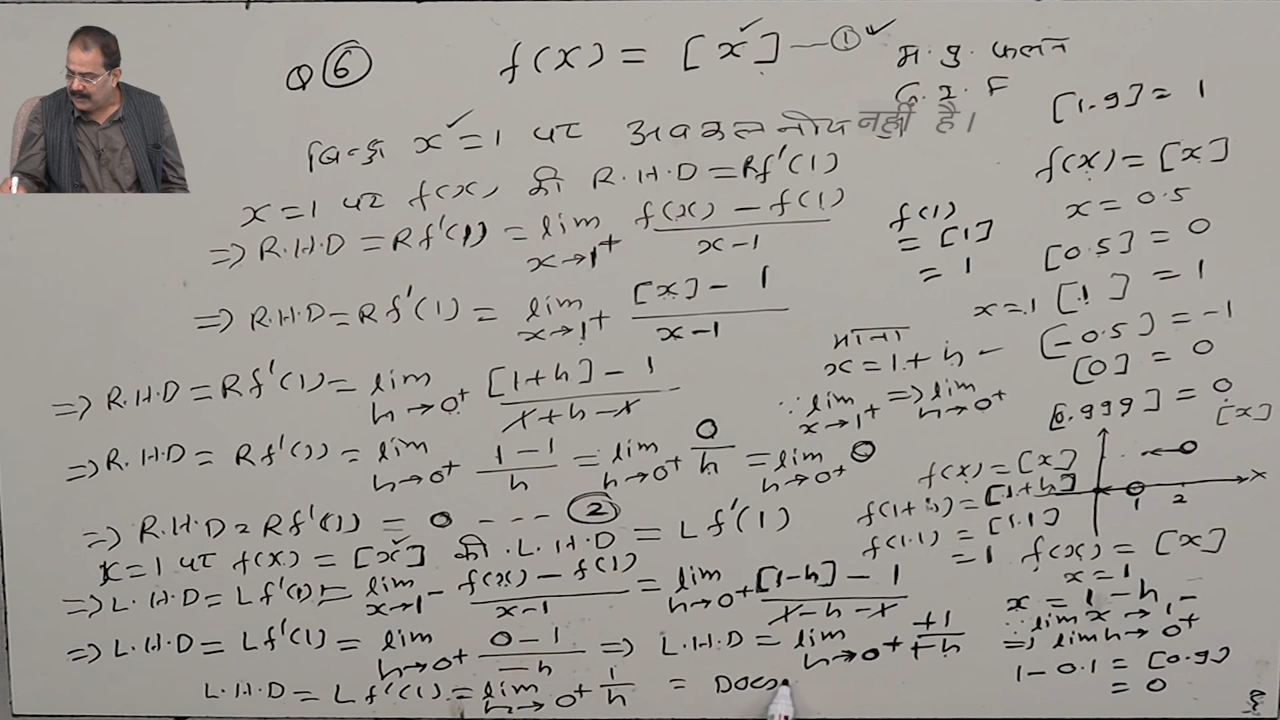 Q ⑥ f(x) = [x] — ① म. पु. फलन
G. I. F
बिन्दु x = 1 पर अवकलनीय नहीं है।
[1.9] = 1
x = 1 पर f(x) की R.H.D = Rf'(1)
f(x) = [x]
⇒ R.H.D = Rf'(1) = lim x→1⁺ (f(x) - f(1))/(x-1)
f(1)
= [1]
= 1
x = 0.5
[0.5] = 0
x = 1 [1] = 1
⇒ R.H.D = Rf'(1) = lim x→1⁺ ([x] - 1)/(x-1)
माना
x = 1 + h -
[-0.5] = -1
[0] = 0
∵ lim x→1⁺ ⇒ lim h→0⁺
[0.999] = 0
[x]
⇒ R.H.D = Rf'(1) = lim h→0⁺ ([1+h] - 1)/(1+h-1)
⇒ R.H.D = Rf'(1) = lim h→0⁺ (1-1)/h = lim h→0⁺ 0/h = lim h→0⁺ 0
f(x) = [x]
f(1+h) = [1+h]
f(1.1) = [1.1]
= 1
1 2 x
⇒ R.H.D = Rf'(1) = 0 --- ②
x = 1 पर f(x) = [x] की L.H.D = Lf'(1)
f(x) = [x]
x = 1
x = 1 - h
∵ lim x→1-
⇒ lim h→0⁺
1 - 0.1 = [0.9]
= 0
⇒ L.H.D = Lf'(1) = lim x→1- (f(x) - f(1))/(x-1) = lim h→0⁺ ([1-h] - 1)/(1-h-1)
⇒ L.H.D = Lf'(1) = lim h→0⁺ (0-1)/(-h) ⇒ L.H.D = lim h→0⁺ +1/+h
L.H.D = Lf'(1) = lim h→0⁺ 1/h = Does